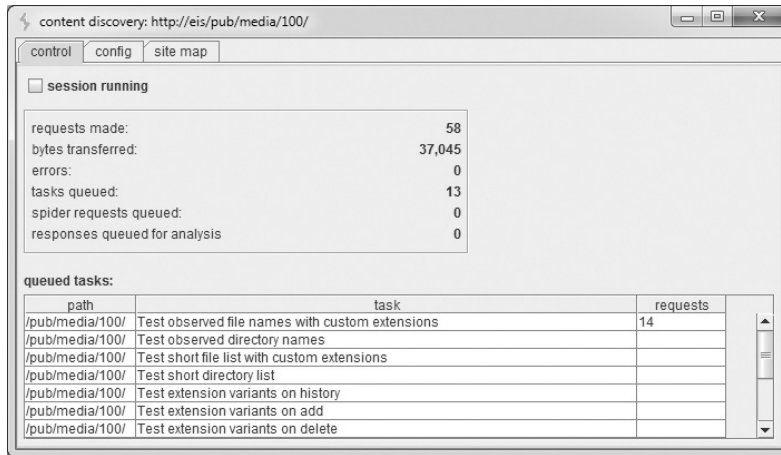 content discovery: http://eis/pub/media/100/
control config site map
session running
requests made: 58
bytes transferred: 37,045
errors: 0
tasks queued: 13
spider requests queued: 0
responses queued for analysis 0
queued tasks:
path task requests
/pub/media/100/ Test observed file names with custom extensions 14
/pub/media/100/ Test observed directory names
/pub/media/100/ Test short file list with custom extensions
/pub/media/100/ Test short directory list
/pub/media/100/ Test extension variants on history
/pub/media/100/ Test extension variants on add
/pub/media/100/ Test extension variants on delete